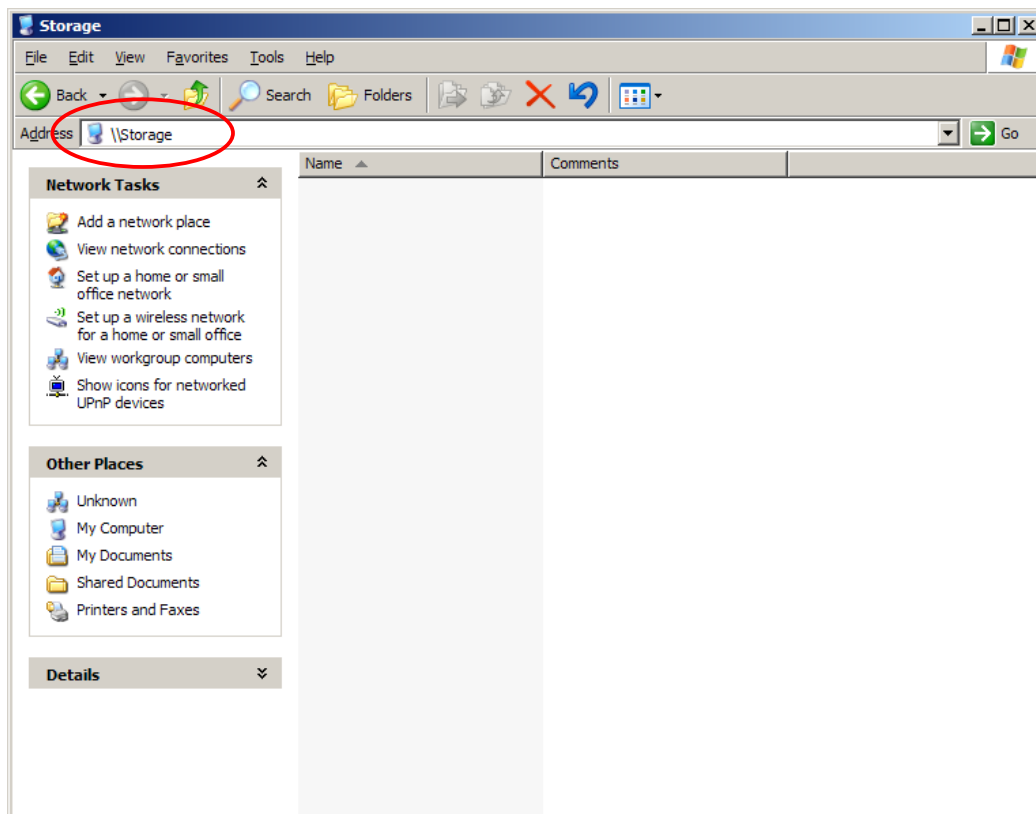 Storage
File Edit View Favorites Tools Help
Back Search Folders
Address \\Storage Go
Name Comments
Network Tasks
Add a network place
View network connections
Set up a home or small
office network
Set up a wireless network
for a home or small office
View workgroup computers
Show icons for networked
UPnP devices
Other Places
Unknown
My Computer
My Documents
Shared Documents
Printers and Faxes
Details